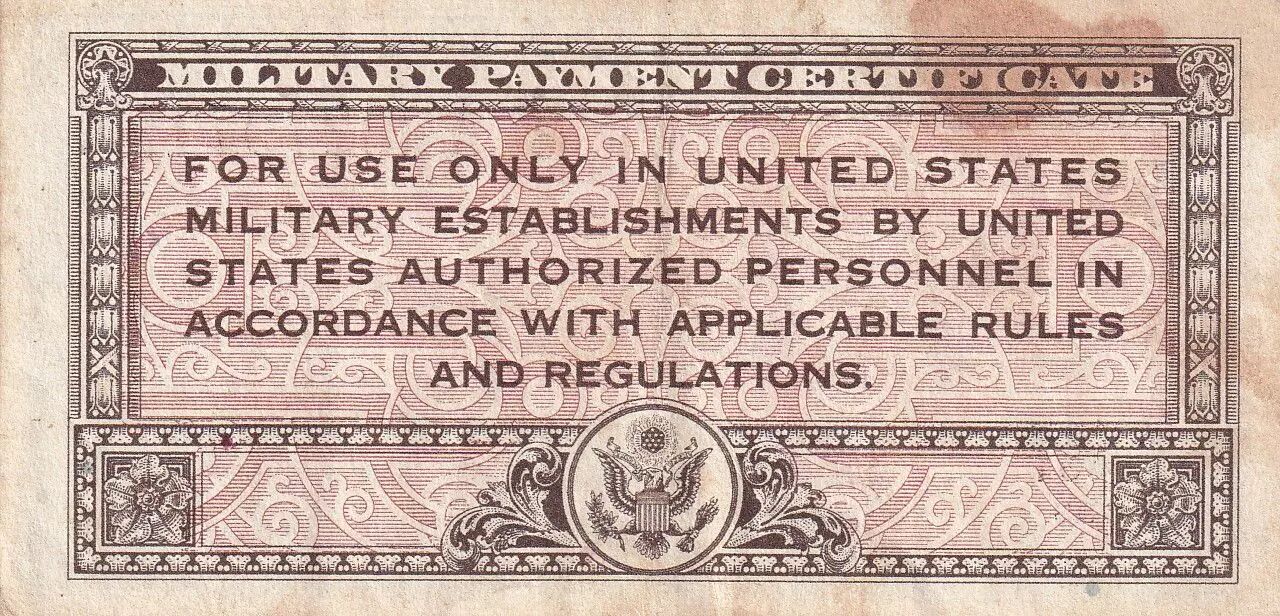 MILITARY PAYMENT CERTIFICATE
FOR USE ONLY IN UNITED STATES
MILITARY ESTABLISHMENTS BY UNITED
STATES AUTHORIZED PERSONNEL IN
ACCORDANCE WITH APPLICABLE RULES
AND REGULATIONS.